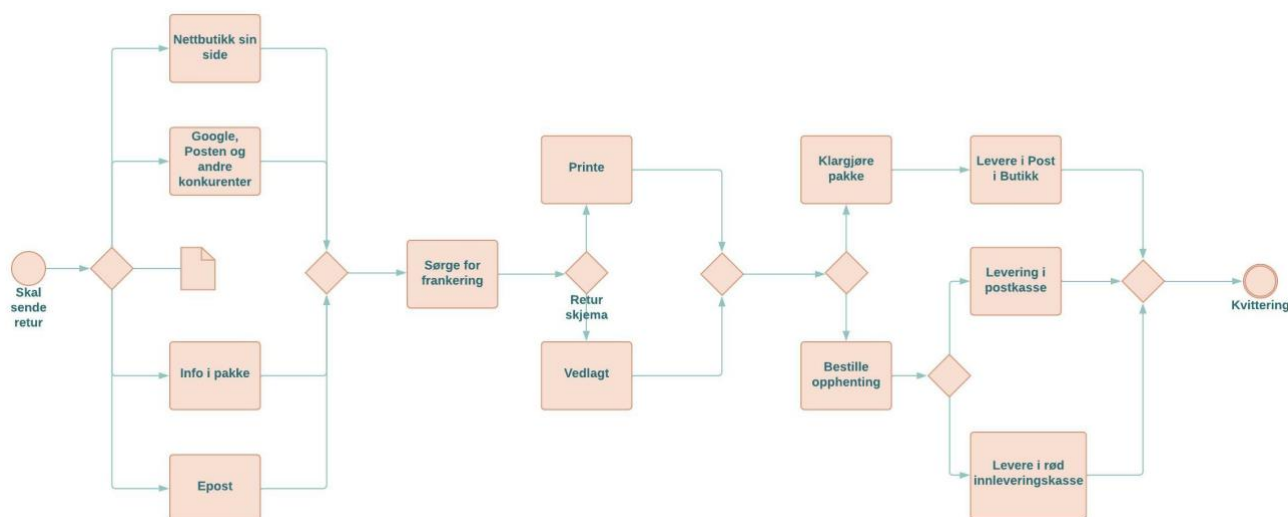 Skal
sende
retur
Nettbutikk sin
side
Google,
Posten og
andre
konkurenter
Info i pakke
Epost
Sørge for
frankering
Printe
Retur
skjema
Vedlagt
Klargjøre
pakke
Levere i Post
i Butikk
Bestille
opphenting
Levering i
postkasse
Levere i rød
innleveringskasse
Kvittering